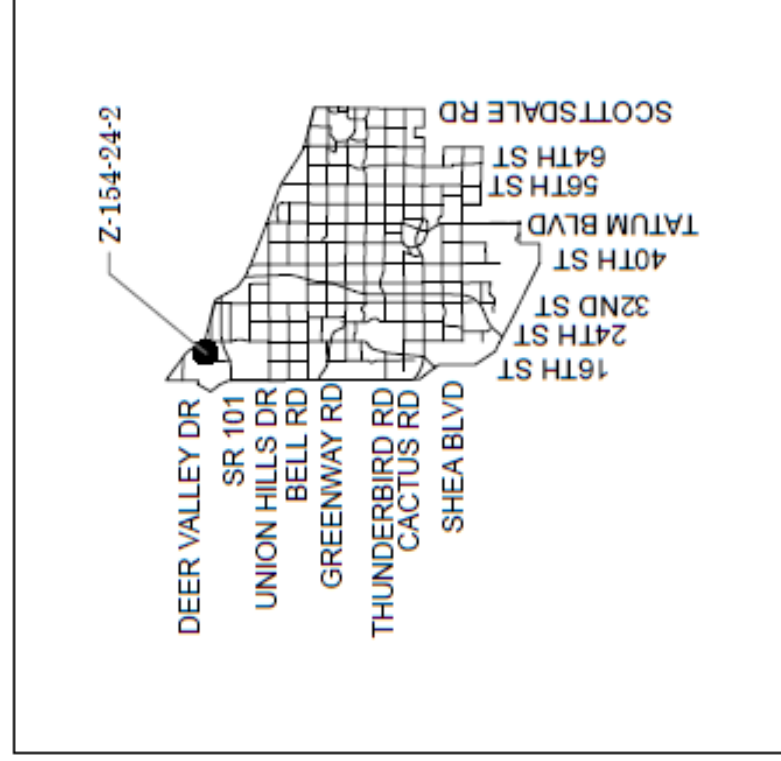 Z-154-24-2
SCOTTSDALE RD
64TH ST
56TH ST
TATUM BLVD
40TH ST
32ND ST
24TH ST
16TH ST
DEER VALLEY DR
SR 101
UNION HILLS DR
BELL RD
GREENWAY RD
THUNDERBIRD RD
CACTUS RD
SHEA BLVD